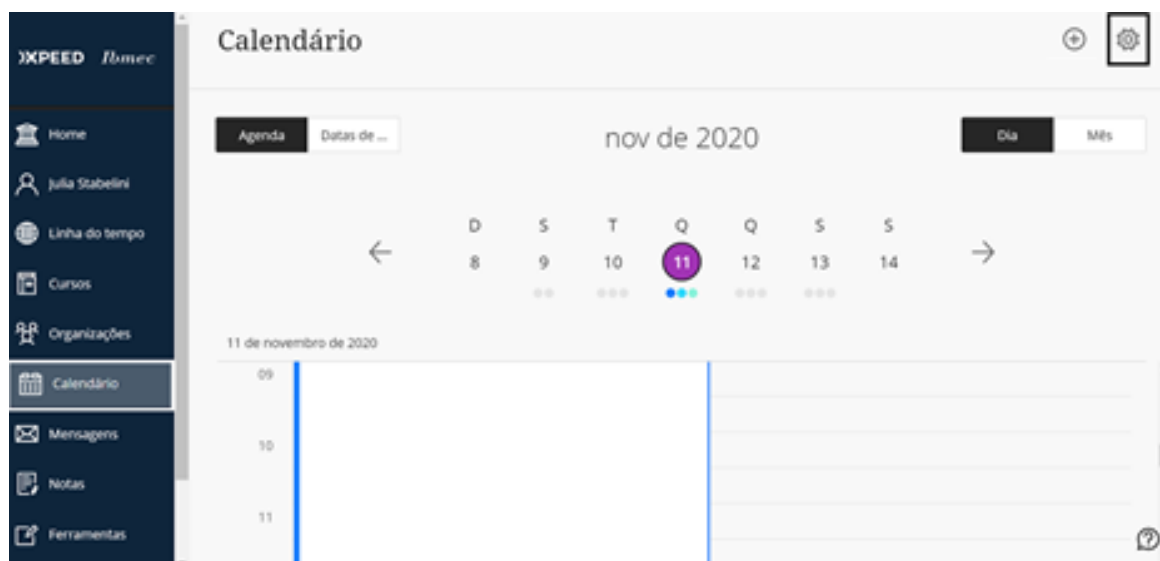 Calendário
XPEED Ibmec
Home
Julia Stabelini
Linha do tempo
Cursos
Organizações
Calendário
Mensagens
Notas
Ferramentas
Agenda Datas de ...
nov de 2020
Dia Mês
D S T Q Q S S
8 9 10 11 12 13 14
11 de novembro de 2020
09
10
11